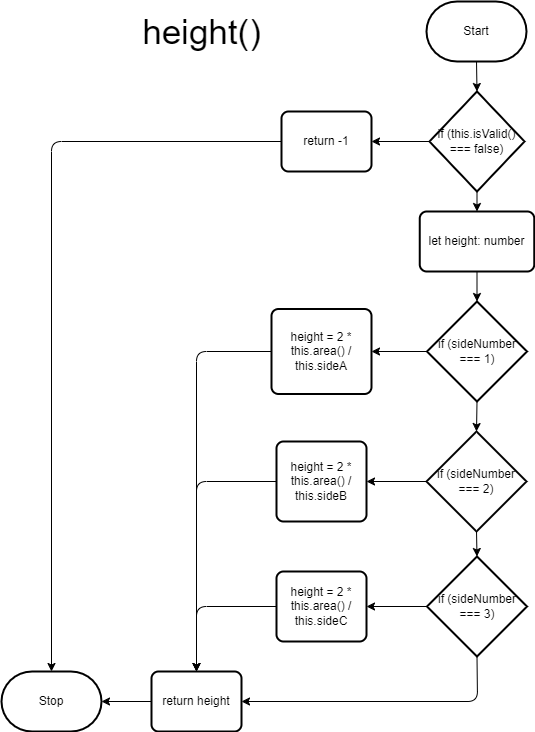 height()
Start
if (this.isValid()
=== false)
return -1
let height: number
if (sideNumber
=== 1)
height = 2 *
this.area() /
this.sideA
if (sideNumber
=== 2)
height = 2 *
this.area() /
this.sideB
if (sideNumber
=== 3)
height = 2 *
this.area() /
this.sideC
return height
Stop